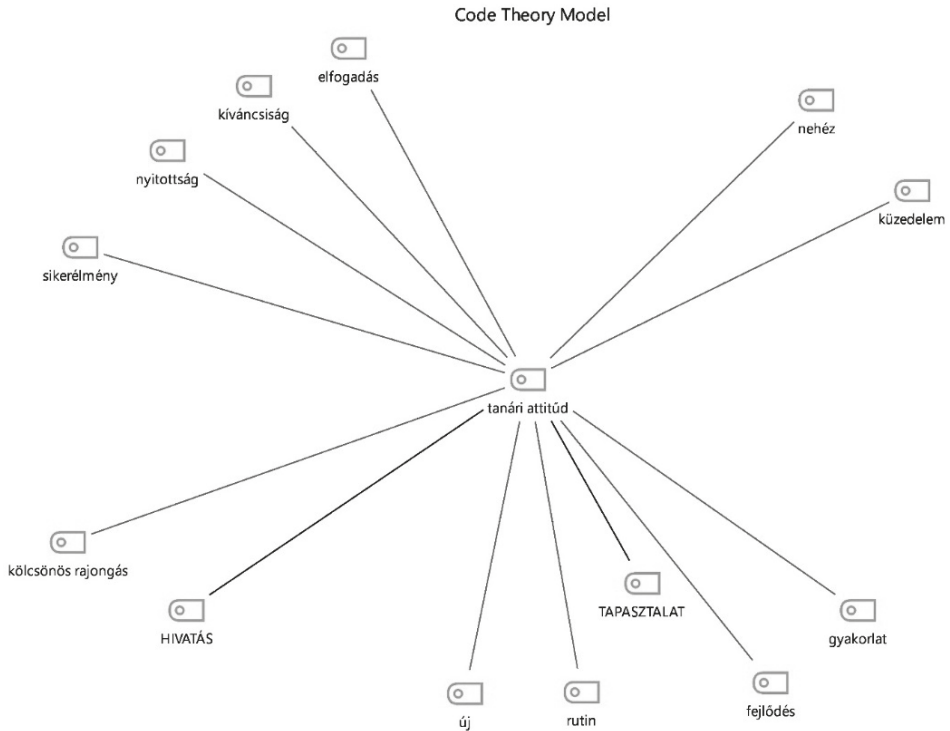 Code Theory Model
elfogadás
kíváncsiság
nehéz
nyitottság
küzedelem
sikerélmény
tanári attitűd
kölcsönös rajongás
HIVATÁS
TAPASZTALAT
gyakorlat
új
rutin
fejlődés